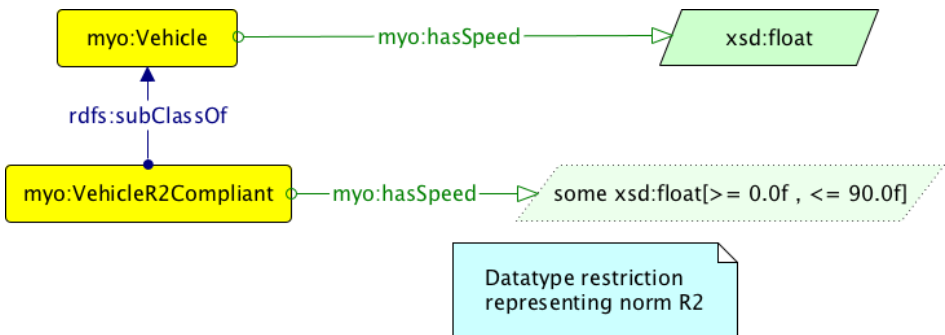 myo:Vehicle
myo:hasSpeed
xsd:float
rdfs:subClassOf
myo:VehicleR2Compliant
myo:hasSpeed
some xsd:float[>= 0.0f , <= 90.0f]
Datatype restriction
representing norm R2